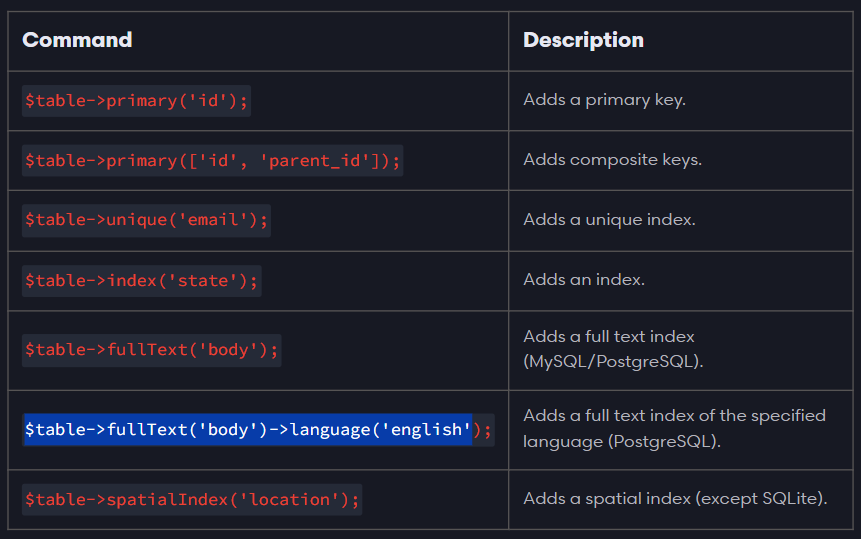 Command
Description
$table->primary('id');
Adds a primary key.
$table->primary(['id', 'parent_id']);
Adds composite keys.
$table->unique('email');
Adds a unique index.
$table->index('state');
Adds an index.
$table->fullText('body');
Adds a full text index
(MySQL/PostgreSQL).
$table->fullText('body')->language('english');
Adds a full text index of the specified
language (PostgreSQL).
$table->spatialIndex('location');
Adds a spatial index (except SQLite).